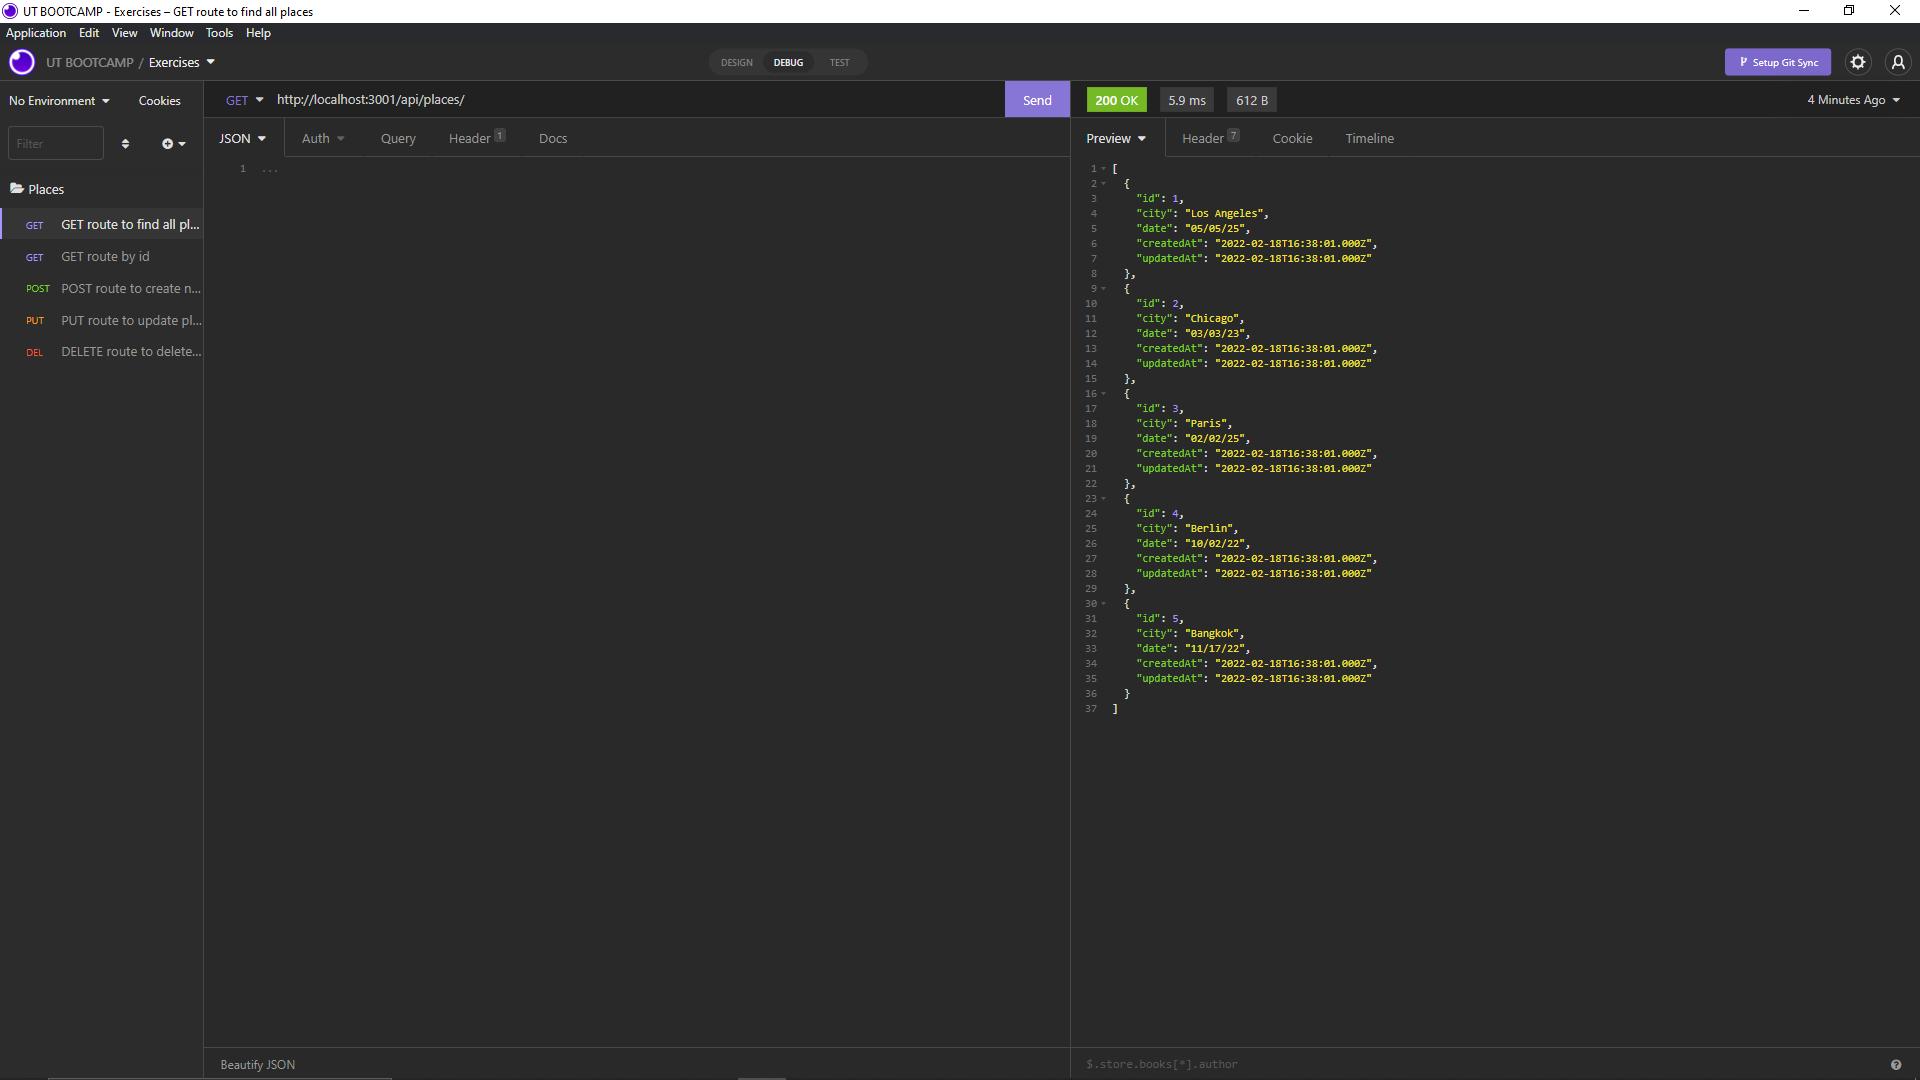 UT BOOTCAMP - Exercises – GET route to find all places
Application Edit View Window Tools Help
UT BOOTCAMP / Exercises
DESIGN DEBUG TEST
Setup Git Sync
No Environment Cookies
GET http://localhost:3001/api/places/ Send
200 OK 5.9 ms 612 B 4 Minutes Ago
Filter
JSON Auth Query Header 1 Docs
Preview Header 7 Cookie Timeline
Places
GET GET route to find all pl...
GET GET route by id
POST POST route to create n...
PUT PUT route to update pl...
DEL DELETE route to delete...
1 ...
1 [
2 {
3 "id": 1,
4 "city": "Los Angeles",
5 "date": "05/05/25",
6 "createdAt": "2022-02-18T16:38:01.000Z",
7 "updatedAt": "2022-02-18T16:38:01.000Z"
8 },
9 {
10 "id": 2,
11 "city": "Chicago",
12 "date": "03/03/23",
13 "createdAt": "2022-02-18T16:38:01.000Z",
14 "updatedAt": "2022-02-18T16:38:01.000Z"
15 },
16 {
17 "id": 3,
18 "city": "Paris",
19 "date": "02/02/25",
20 "createdAt": "2022-02-18T16:38:01.000Z",
21 "updatedAt": "2022-02-18T16:38:01.000Z"
22 },
23 {
24 "id": 4,
25 "city": "Berlin",
26 "date": "10/02/22",
27 "createdAt": "2022-02-18T16:38:01.000Z",
28 "updatedAt": "2022-02-18T16:38:01.000Z"
29 },
30 {
31 "id": 5,
32 "city": "Bangkok",
33 "date": "11/17/22",
34 "createdAt": "2022-02-18T16:38:01.000Z",
35 "updatedAt": "2022-02-18T16:38:01.000Z"
36 }
37 ]
Beautify JSON
$.store.books[*].author